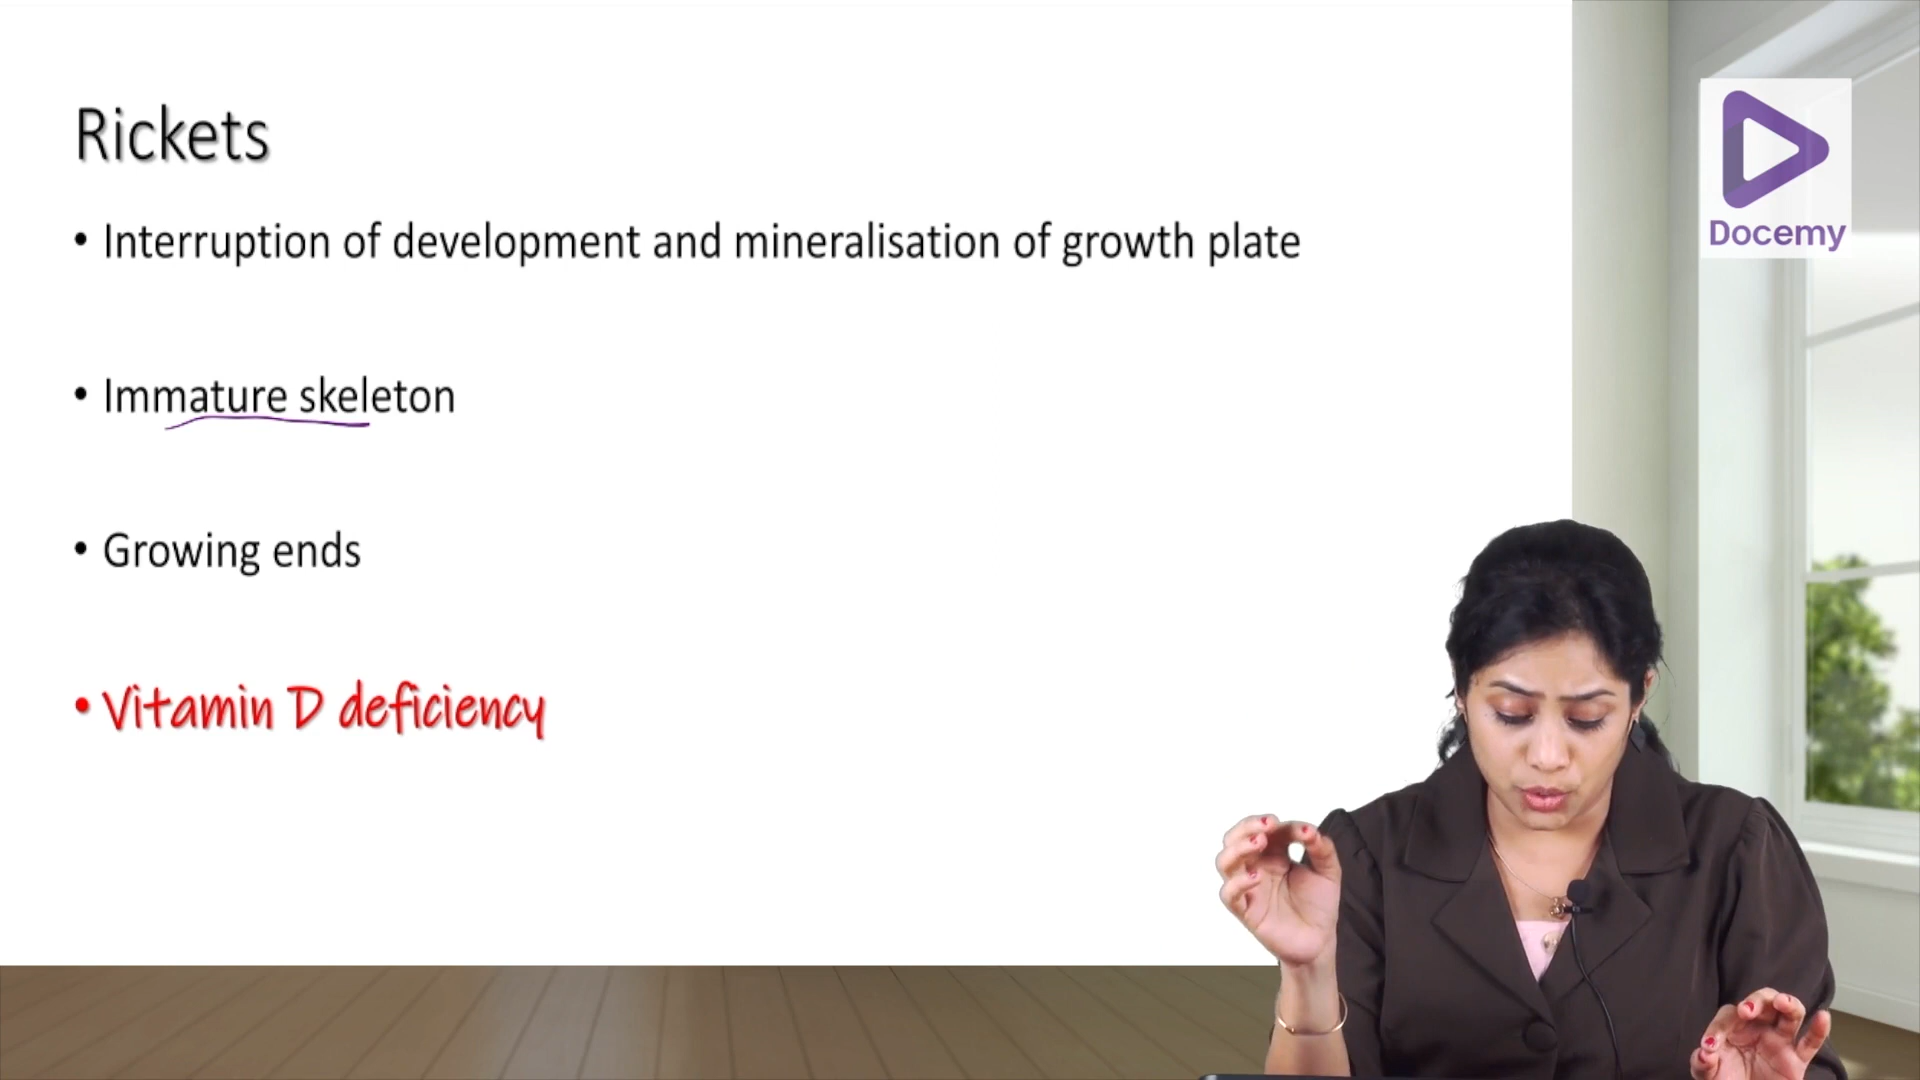 Rickets
• Interruption of development and mineralisation of growth plate
• Immature skeleton
• Growing ends
• Vitamin D deficiency
Docemy